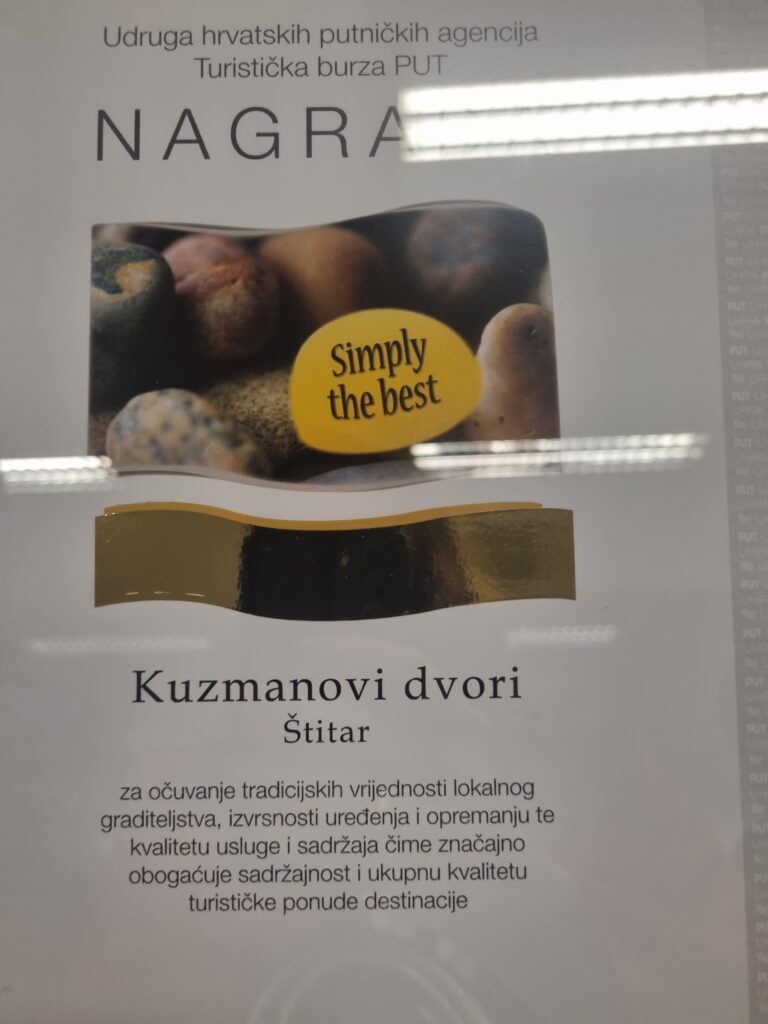 Udruga hrvatskih putničkih agencija
Turistička burza PUT
Simply
the best
Kuzmanovi dvori
Štitar
za očuvanje tradicijskih vrijednosti lokalnog
graditeljstva, izvrsnosti uređenja i opremanju te
kvalitetu usluge i sadržaja čime značajno
obogaćuje sadržajnost i ukupnu kvalitetu
turističke ponude destinacije